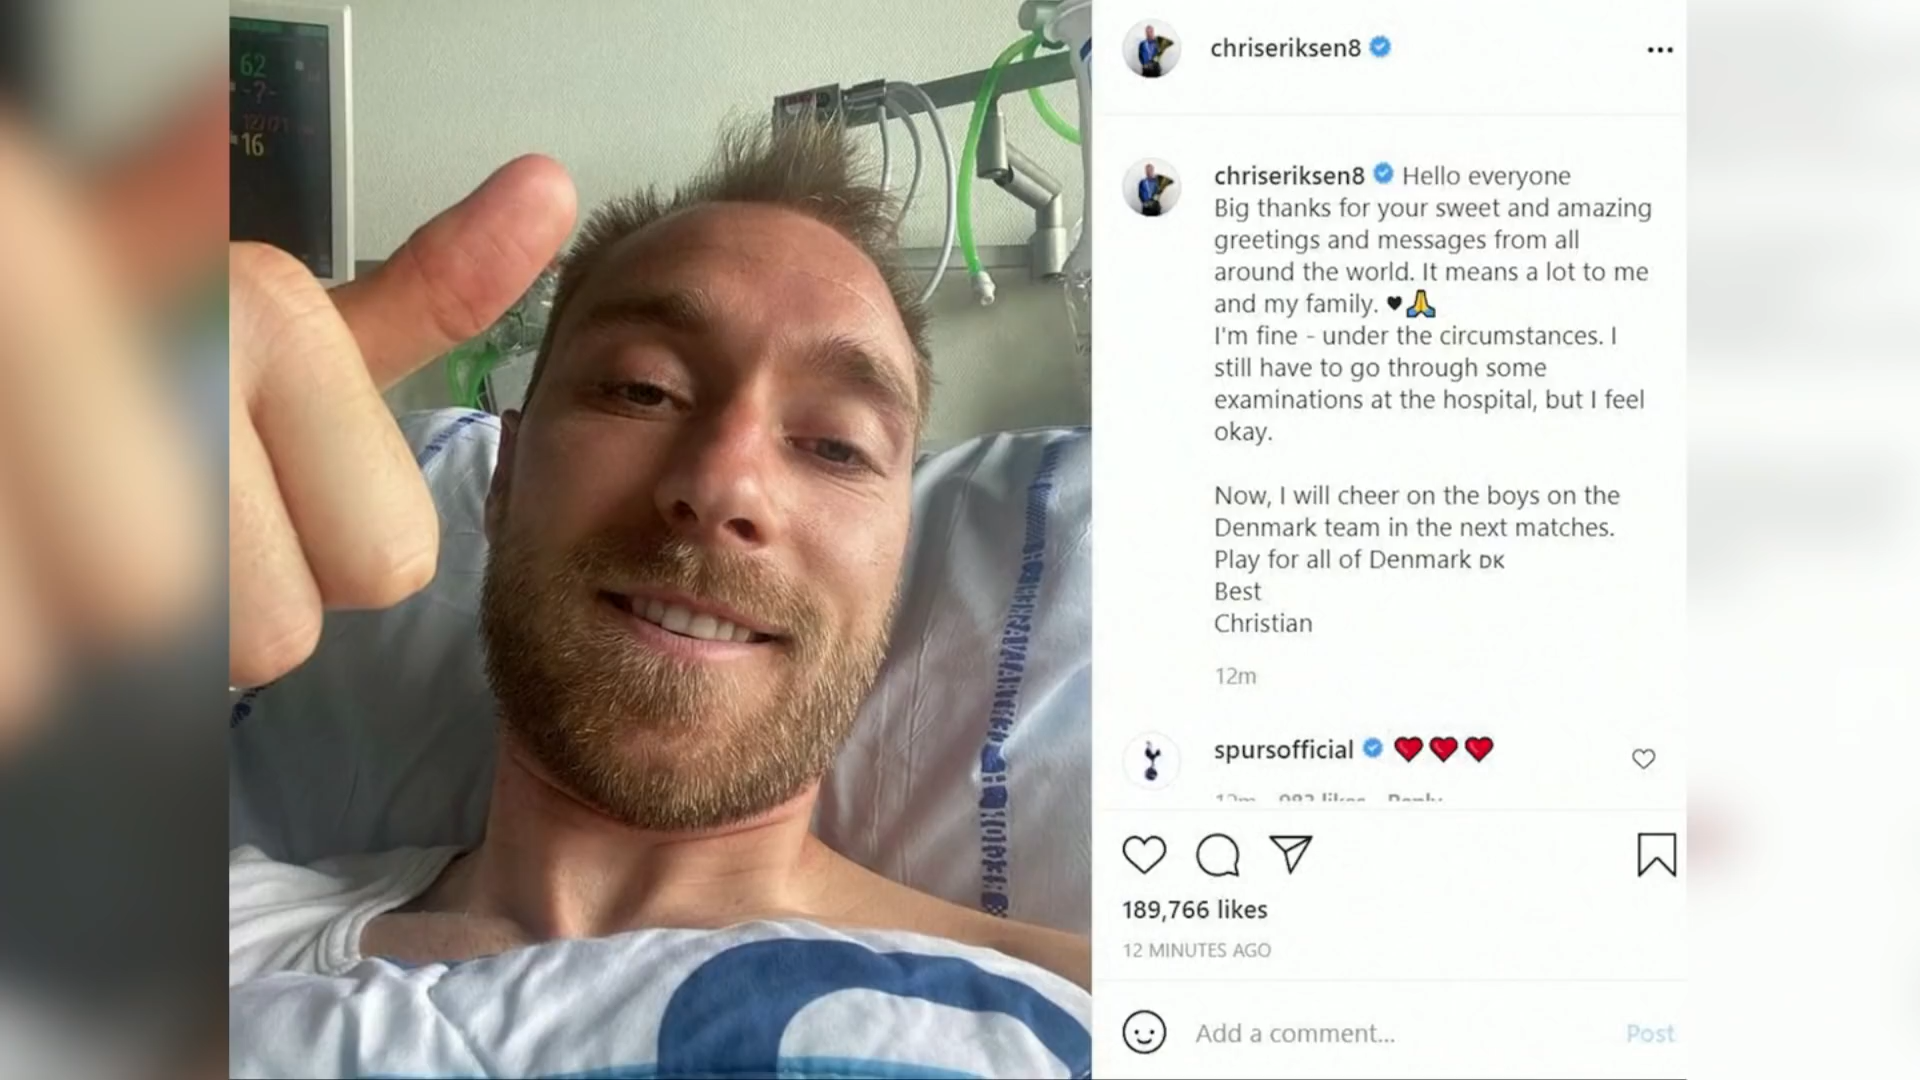 62
-?-
16
chriseriksen8
chriseriksen8 Hello everyone
Big thanks for your sweet and amazing
greetings and messages from all
around the world. It means a lot to me
and my family. 🖤🙏
I'm fine - under the circumstances. I
still have to go through some
examinations at the hospital, but I feel
okay.
Now, I will cheer on the boys on the
Denmark team in the next matches.
Play for all of Denmark DK
Best
Christian
12m
spursofficial ❤️❤️❤️
12m 982 likes Reply
189,766 likes
12 MINUTES AGO
Add a comment... Post